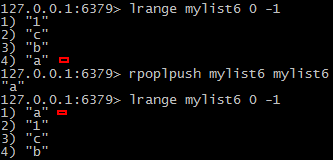 127.0.0.1:6379> lrange mylist6 0 -1
1) "1"
2) "c"
3) "b"
4) "a"
127.0.0.1:6379> rpoplpush mylist6 mylist6
"a"
127.0.0.1:6379> lrange mylist6 0 -1
1) "a"
2) "1"
3) "c"
4) "b"